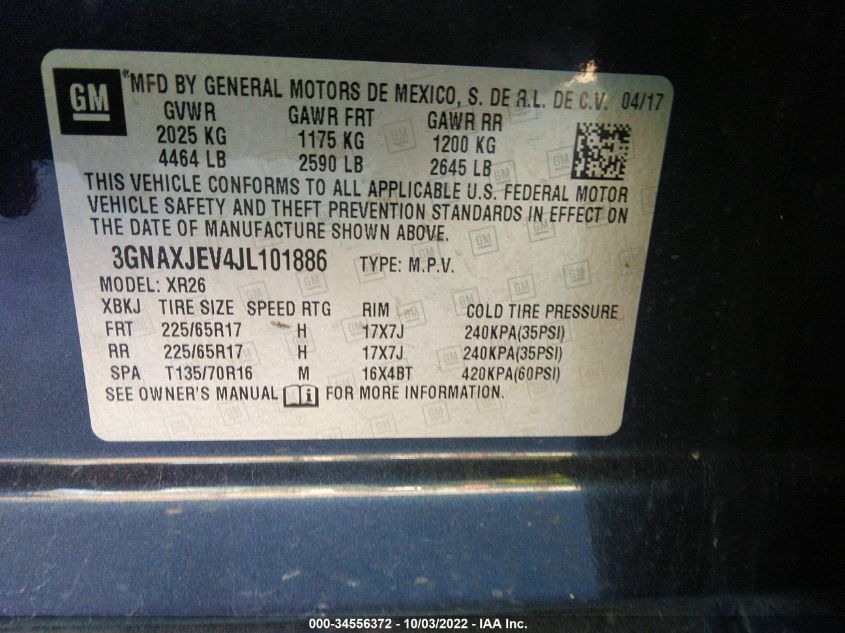 GM
®MFD BY GENERAL MOTORS DE MEXICO, S. DE R.L. DE C.V. 04/17
GVWR GAWR FRT GAWR RR
2025 KG 1175 KG 1200 KG
4464 LB 2590 LB 2645 LB
THIS VEHICLE CONFORMS TO ALL APPLICABLE U.S. FEDERAL MOTOR
VEHICLE SAFETY AND THEFT PREVENTION STANDARDS IN EFFECT ON
THE DATE OF MANUFACTURE SHOWN ABOVE.
3GNAXJEV4JL101886 TYPE: M.P.V.
MODEL: XR26
XBKJ TIRE SIZE SPEED RTG RIM COLD TIRE PRESSURE
FRT 225/65R17 H 17X7J 240KPA(35PSI)
RR 225/65R17 H 17X7J 240KPA(35PSI)
SPA T135/70R16 M 16X4BT 420KPA(60PSI)
SEE OWNER'S MANUAL FOR MORE INFORMATION.
000-34556372 - 10/03/2022 - IAA Inc.